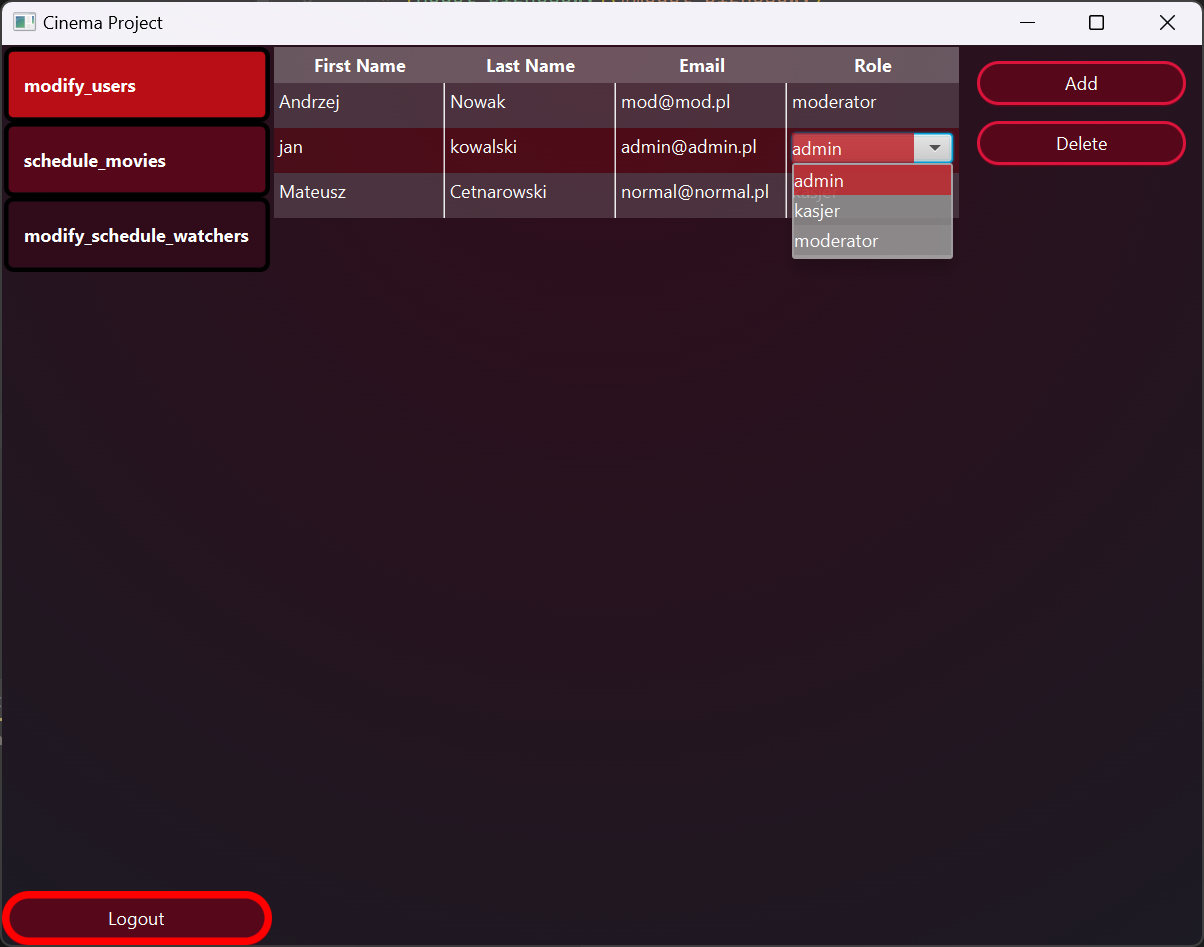 Cinema Project
modify_users
schedule_movies
modify_schedule_watchers
First Name Last Name Email Role
Andrzej Nowak mod@mod.pl moderator
jan kowalski admin@admin.pl admin
Mateusz Cetnarowski normal@normal.pl
admin
kasjer
moderator
Add
Delete
Logout